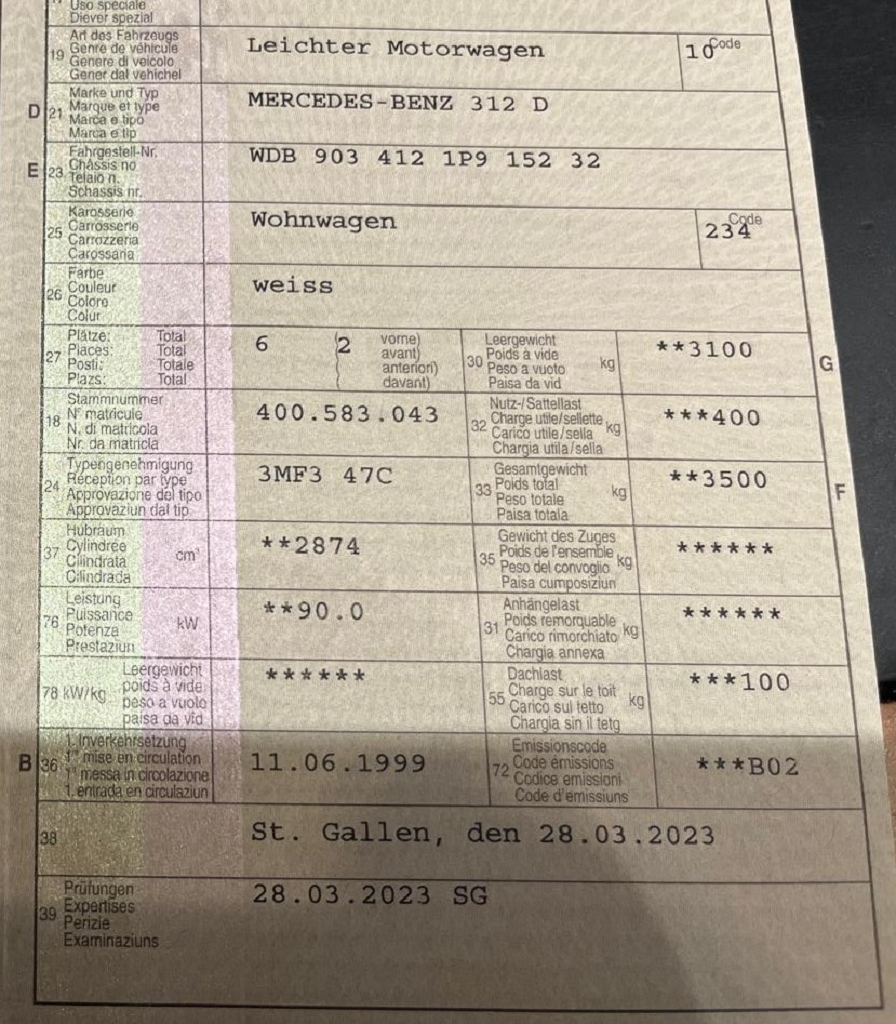 Uso speciale
Diever spezial
19 Art des Fahrzeugs
Genre de véhicule
Genere di veicolo
Gener dal vehichel
Leichter Motorwagen
10 Code
D 21 Marke und Typ
Marque et type
Marca e tipo
Marca e tip
MERCEDES-BENZ 312 D
E 23 Fahrgestell-Nr.
Châssis no
Telaio n.
Schassis nr.
WDB 903 412 1P9 152 32
25 Karosserie
Carrosserie
Carrozzeria
Carossaria
Wohnwagen
234 Code
26 Farbe
Couleur
Colore
Colur
weiss
27 Plätze: Total
Places: Total
Posti: Totale
Plazs: Total
6
2 vorne)
avant)
anteriori)
davant)
30 Leergewicht
Poids à vide
Peso a vuoto
Paisa da vid
kg
**3100
G
18 Stammnummer
N° matricule
N. di matricola
Nr. da matricla
400.583.043
32 Nutz-/Sattellast
Charge utile/sellette
Carico utile/sella
Chargia utila/sella
kg
***400
24 Typengenehmigung
Réception par type
Approvazione del tipo
Approvaziun dal tip
3MF3 47C
33 Gesamtgewicht
Poids total
Peso totale
Paisa totala
kg
**3500
F
37 Hubraum
Cylindrée
Cilindrata
Cilindrada
cm³
**2874
35 Gewicht des Zuges
Poids de l'ensemble
Peso del convoglio
Paisa cumposiziun
kg
******
76 Leistung
Puissance
Potenza
Prestaziun
kW
**90.0
31 Anhängelast
Poids remorquable
Carico rimorchiato
Chargia annexa
kg
******
78 kW/kg
Leergewicht
poids à vide
peso a vuoto
paisa da vid
******
55 Dachlast
Charge sur le toit
Carico sul tetto
Chargia sin il tetg
kg
***100
B 36 1. Inverkehrsetzung
1re mise en circulation
1a messa in circolazione
1. entrada en circulaziun
11.06.1999
72 Emissionscode
Code émissions
Codice emissioni
Code d'emissiuns
***B02
38
St. Gallen, den 28.03.2023
39 Prüfungen
Expertises
Perizie
Examinaziuns
28.03.2023 SG